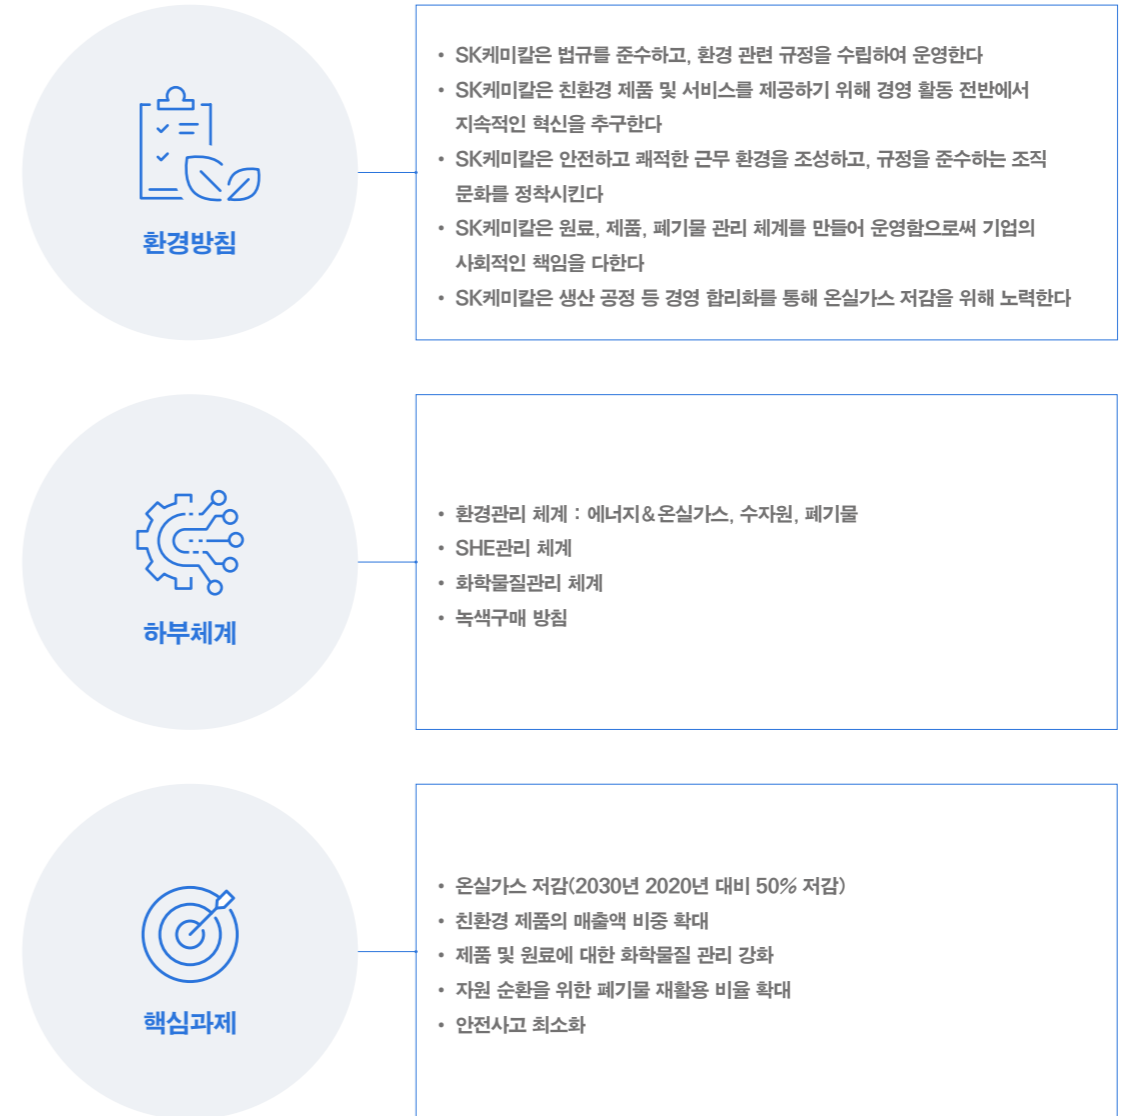 환경방침
• SK케미칼은 법규를 준수하고, 환경 관련 규정을 수립하여 운영한다
• SK케미칼은 친환경 제품 및 서비스를 제공하기 위해 경영 활동 전반에서
지속적인 혁신을 추구한다
• SK케미칼은 안전하고 쾌적한 근무 환경을 조성하고, 규정을 준수하는 조직
문화를 정착시킨다
• SK케미칼은 원료, 제품, 폐기물 관리 체계를 만들어 운영함으로써 기업의
사회적인 책임을 다한다
• SK케미칼은 생산 공정 등 경영 합리화를 통해 온실가스 저감을 위해 노력한다
하부체계
• 환경관리 체계 : 에너지&온실가스, 수자원, 폐기물
• SHE관리 체계
• 화학물질관리 체계
• 녹색구매 방침
핵심과제
• 온실가스 저감(2030년 2020년 대비 50% 저감)
• 친환경 제품의 매출액 비중 확대
• 제품 및 원료에 대한 화학물질 관리 강화
• 자원 순환을 위한 폐기물 재활용 비율 확대
• 안전사고 최소화